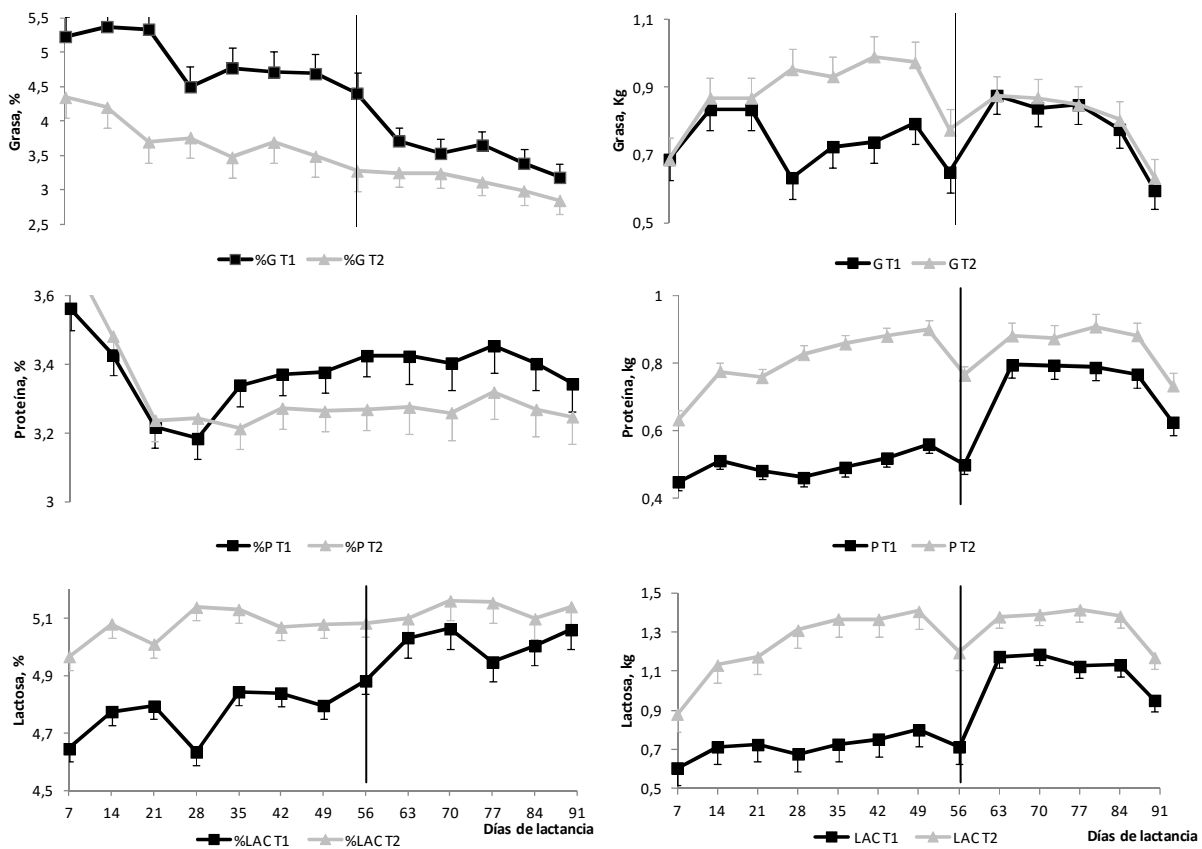 Grasa, %
5,5
5
4,5
4
3,5
3
2,5
%G T1 %G T2
Grasa, Kg
1,1
0,9
0,7
0,5
G T1 G T2
Proteína, %
3,6
3,4
3,2
3
%P T1 %P T2
Proteína, kg
1
0,8
0,6
0,4
P T1 P T2
Lactosa, %
5,1
4,9
4,7
4,5
7 14 21 28 35 42 49 56 63 70 77 84 91
%LAC T1 %LAC T2 Días de lactancia
Lactosa, kg
1,5
1,3
1,1
0,9
0,7
0,5
7 14 21 28 35 42 49 56 63 70 77 84 91
LAC T1 LAC T2 Días de lactancia